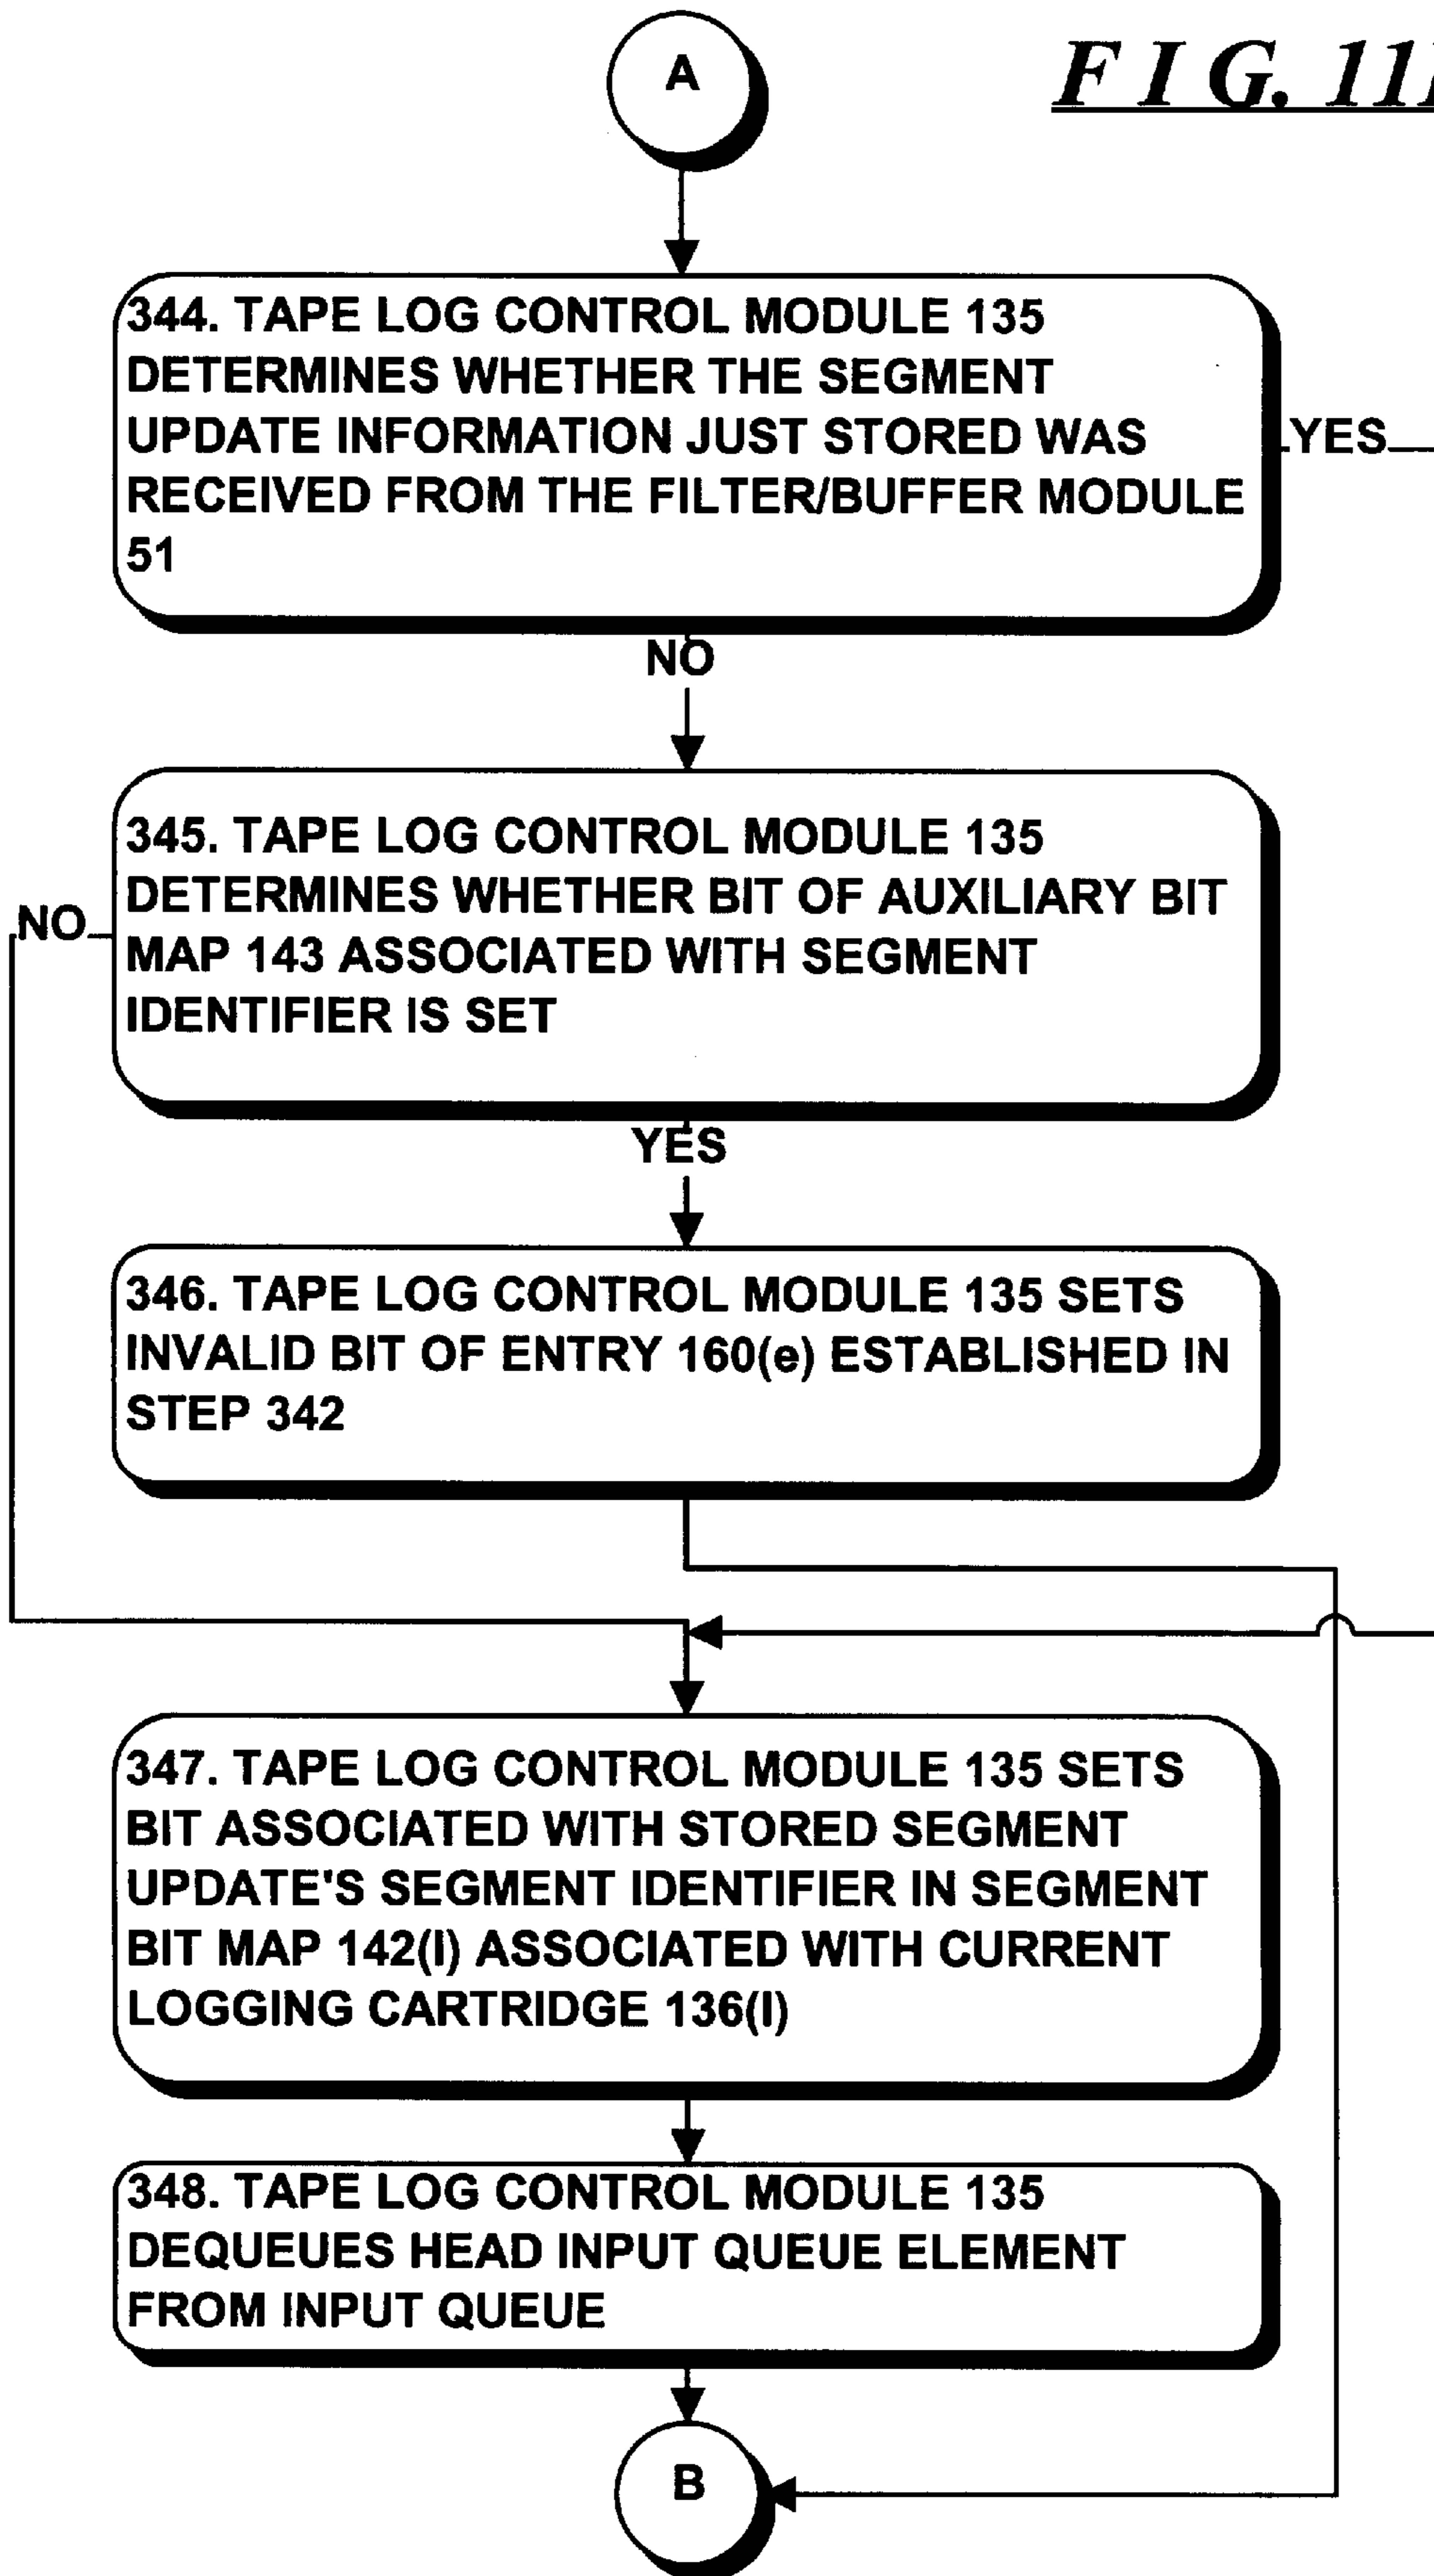 A
FIG. 11
344. TAPE LOG CONTROL MODULE 135
DETERMINES WHETHER THE SEGMENT
UPDATE INFORMATION JUST STORED WAS
RECEIVED FROM THE FILTER/BUFFER MODULE
51
YES
NO
345. TAPE LOG CONTROL MODULE 135
DETERMINES WHETHER BIT OF AUXILIARY BIT
MAP 143 ASSOCIATED WITH SEGMENT
IDENTIFIER IS SET
NO
YES
346. TAPE LOG CONTROL MODULE 135 SETS
INVALID BIT OF ENTRY 160(e) ESTABLISHED IN
STEP 342
347. TAPE LOG CONTROL MODULE 135 SETS
BIT ASSOCIATED WITH STORED SEGMENT
UPDATE'S SEGMENT IDENTIFIER IN SEGMENT
BIT MAP 142(I) ASSOCIATED WITH CURRENT
LOGGING CARTRIDGE 136(I)
348. TAPE LOG CONTROL MODULE 135
DEQUEUES HEAD INPUT QUEUE ELEMENT
FROM INPUT QUEUE
B